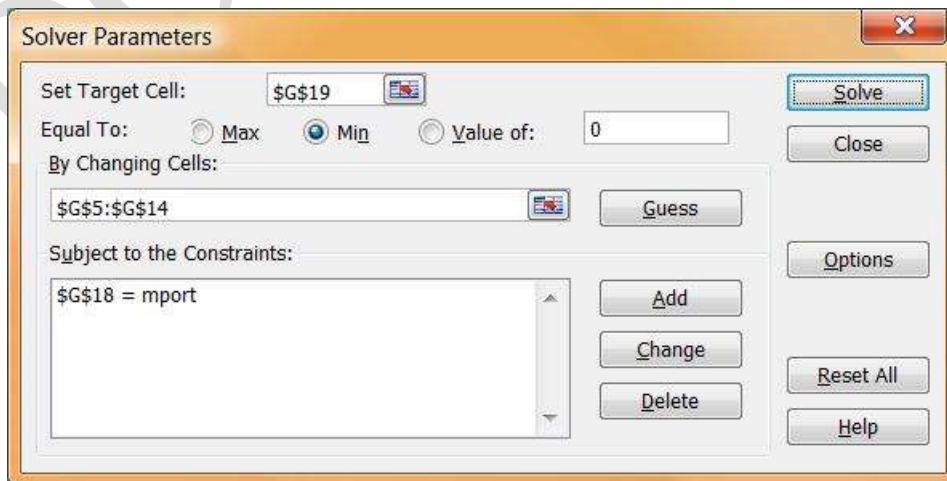 Solver Parameters
Set Target Cell: $G$19 Solve
Equal To: Max Min Value of: 0 Close
By Changing Cells:
$G$5:$G$14 Guess
Subject to the Constraints: Options
$G$18 = mport Add
Change
Reset All
Delete
Help